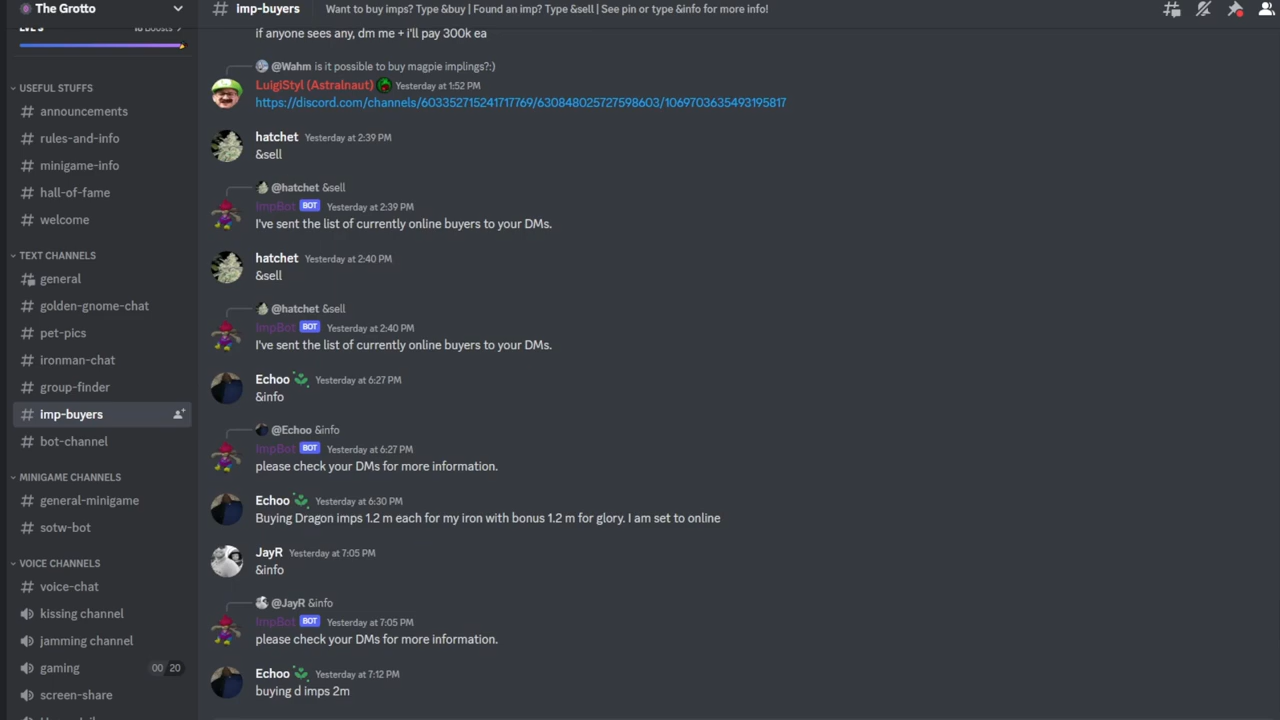 The Grotto
18 Boosts
USEFUL STUFFS
announcements
rules-and-info
minigame-info
hall-of-fame
welcome
TEXT CHANNELS
general
golden-gnome-chat
pet-pics
ironman-chat
group-finder
imp-buyers
bot-channel
MINIGAME CHANNELS
general-minigame
sotw-bot
VOICE CHANNELS
voice-chat
kissing channel
jamming channel
gaming 00 20
screen-share
imp-buyers Want to buy imps? Type &buy | Found an imp? Type &sell | See pin or type &info for more info!
if anyone sees any, dm me + i'll pay 300k ea
@Wahm is it possible to buy magpie implings?:)
LuigiStyl (Astralnaut) Yesterday at 1:52 PM
https://discord.com/channels/603352715241717769/630848025727598603/1069703635493195817
hatchet Yesterday at 2:39 PM
&sell
@hatchet &sell
ImpBot BOT Yesterday at 2:39 PM
I've sent the list of currently online buyers to your DMs.
hatchet Yesterday at 2:40 PM
&sell
@hatchet &sell
ImpBot BOT Yesterday at 2:40 PM
I've sent the list of currently online buyers to your DMs.
Echoo Yesterday at 6:27 PM
&info
@Echoo &info
ImpBot BOT Yesterday at 6:27 PM
please check your DMs for more information.
Echoo Yesterday at 6:30 PM
Buying Dragon imps 1.2 m each for my iron with bonus 1.2 m for glory. I am set to online
JayR Yesterday at 7:05 PM
&info
@JayR &info
ImpBot BOT Yesterday at 7:05 PM
please check your DMs for more information.
Echoo Yesterday at 7:12 PM
buying d imps 2m